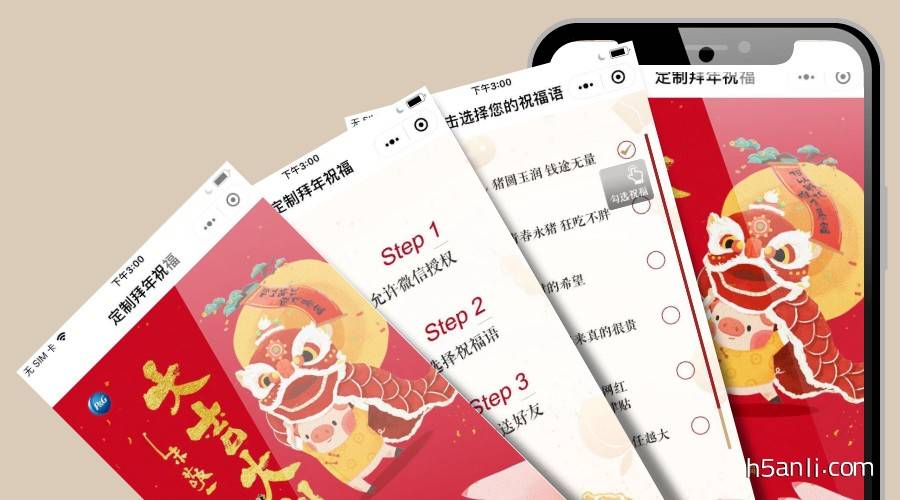 无 SIM 卡
下午3:00
定制拜年祝福
P&G
大吉大
下午3:00
定制拜年祝福
Step 1
允许微信授权
Step 2
选择祝福语
Step 3
送好友
无 SIM
下午3:00
击选择您的祝福语
猪圆玉润 钱途无量
勾选祝福
青春永猪 狂吃不胖
的希望
来真的很贵
网红
津贴
任越大
定制拜年祝福
h5anli.com